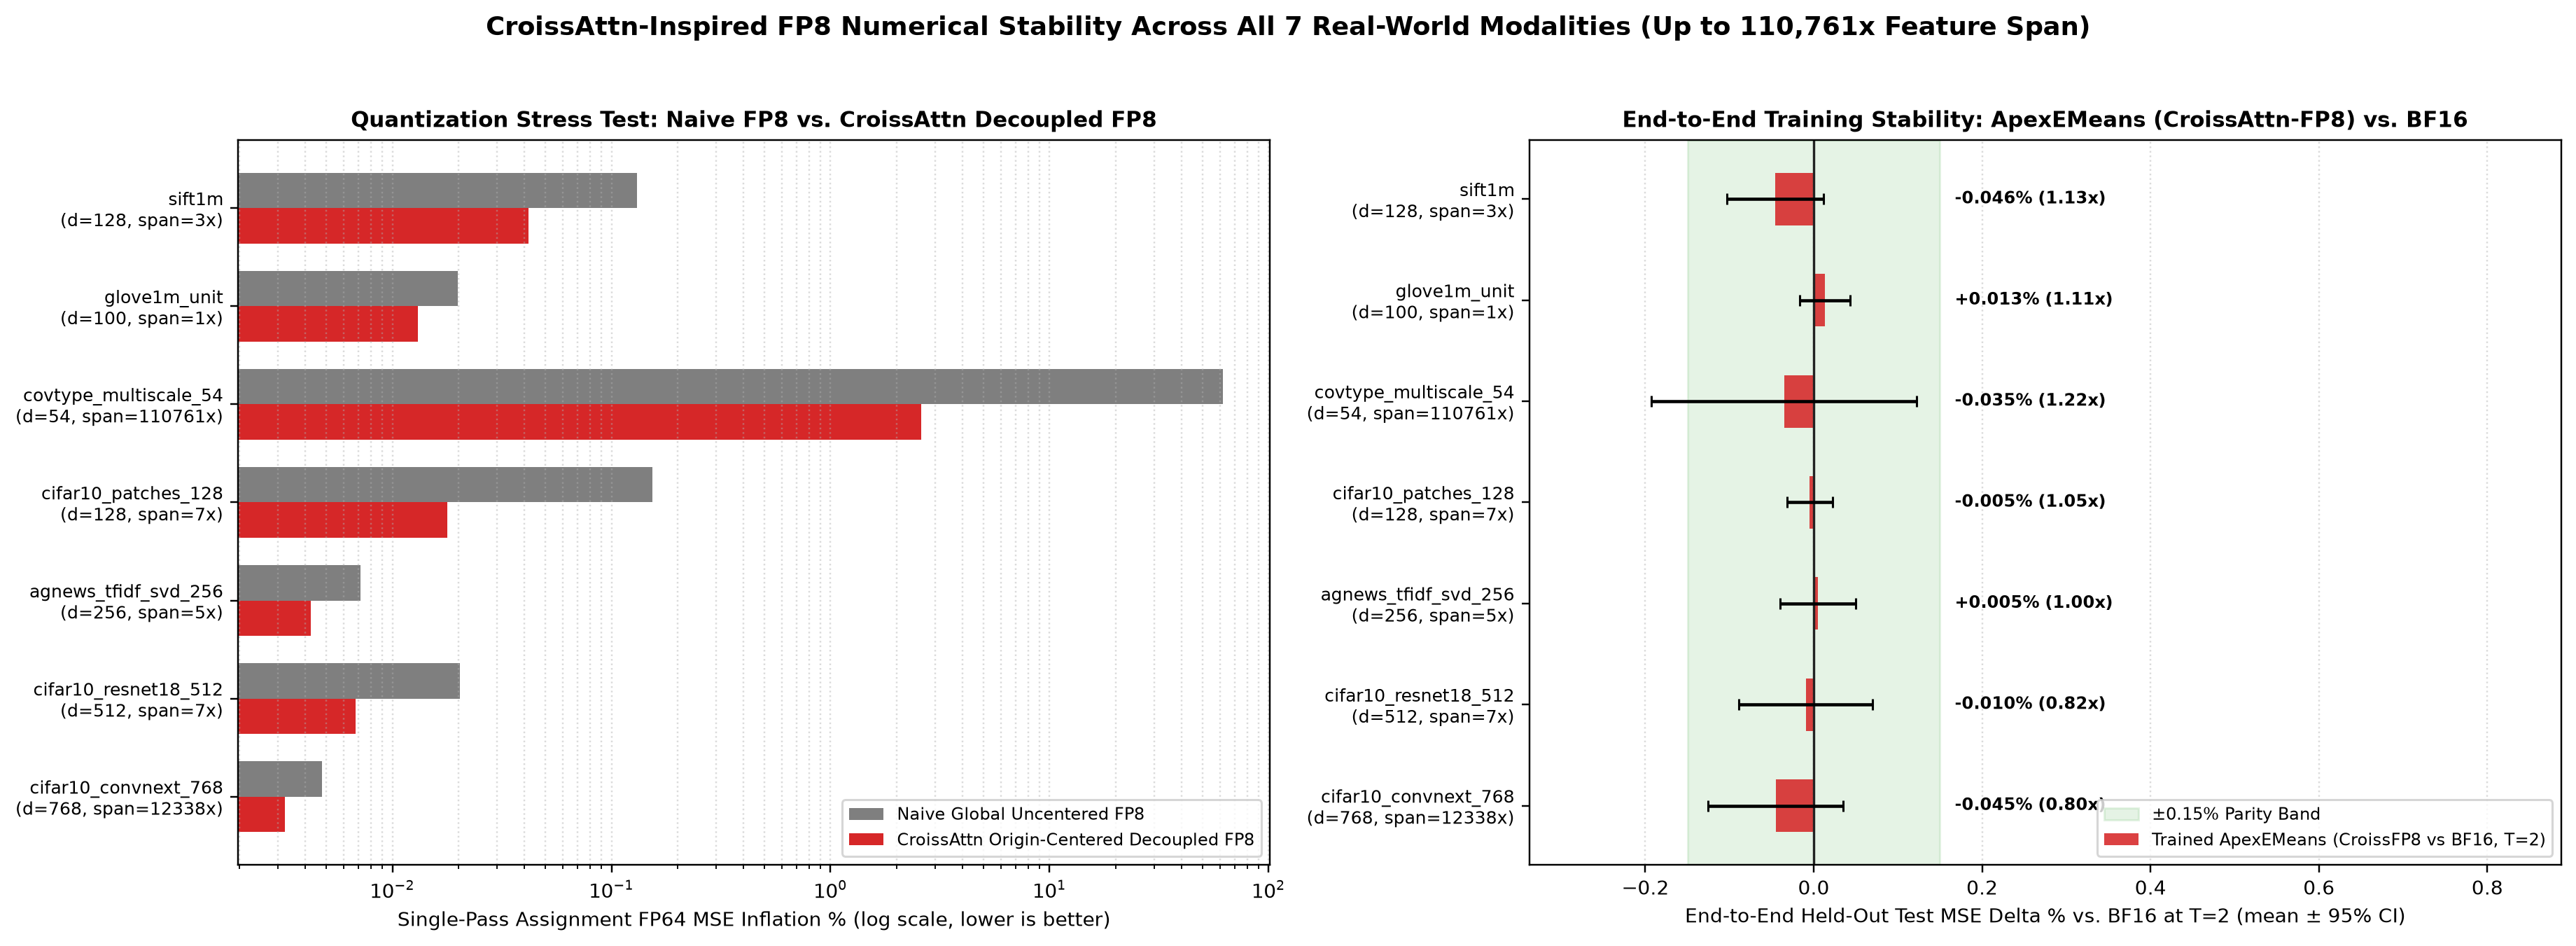 CroissAttn-Inspired FP8 Numerical Stability Across All 7 Real-World Modalities (Up to 110,761x Feature Span)
Quantization Stress Test: Naive FP8 vs. CroissAttn Decoupled FP8
sift1m
(d=128, span=3x)
glove1m_unit
(d=100, span=1x)
covtype_multiscale_54
(d=54, span=110761x)
cifar10_patches_128
(d=128, span=7x)
agnews_tfidf_svd_256
(d=256, span=5x)
cifar10_resnet18_512
(d=512, span=7x)
cifar10_convnext_768
(d=768, span=12338x)
Naive Global Uncentered FP8
CroissAttn Origin-Centered Decoupled FP8
10⁻² 10⁻¹ 10⁰ 10¹ 10²
Single-Pass Assignment FP64 MSE Inflation % (log scale, lower is better)
End-to-End Training Stability: ApexEMeans (CroissAttn-FP8) vs. BF16
sift1m
(d=128, span=3x)
-0.046% (1.13x)
glove1m_unit
(d=100, span=1x)
+0.013% (1.11x)
covtype_multiscale_54
(d=54, span=110761x)
-0.035% (1.22x)
cifar10_patches_128
(d=128, span=7x)
-0.005% (1.05x)
agnews_tfidf_svd_256
(d=256, span=5x)
+0.005% (1.00x)
cifar10_resnet18_512
(d=512, span=7x)
-0.010% (0.82x)
cifar10_convnext_768
(d=768, span=12338x)
-0.045% (0.80x)
±0.15% Parity Band
Trained ApexEMeans (CroissFP8 vs BF16, T=2)
−0.2 0.0 0.2 0.4 0.6 0.8
End-to-End Held-Out Test MSE Delta % vs. BF16 at T=2 (mean ± 95% CI)